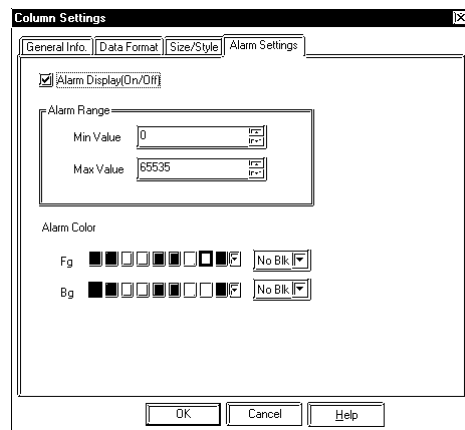 Column Settings
General Info. Data Format Size/Style Alarm Settings
Alarm Display(On/Off)
Alarm Range
Min Value 0
Max Value 65535
Alarm Color
Fg No Blk
Bg No Blk
OK Cancel Help